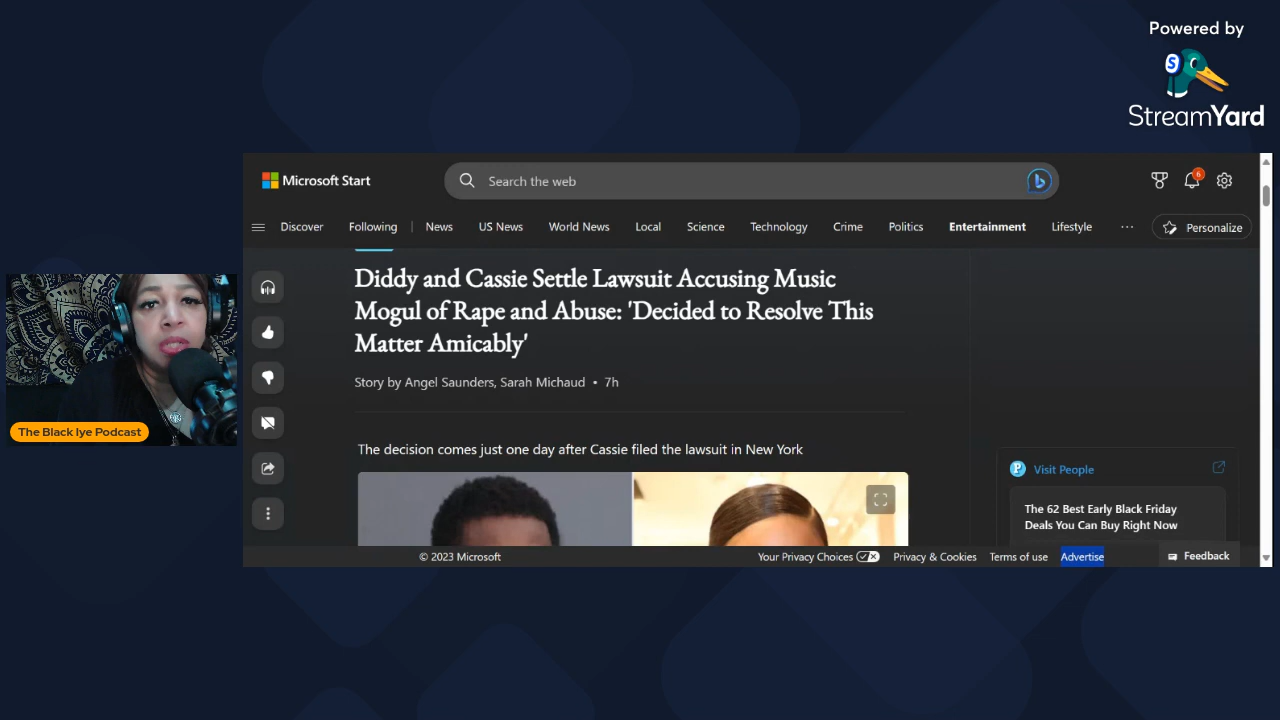 Powered by
StreamYard
Microsoft Start
Search the web
6
Discover
Following
News
US News
World News
Local
Science
Technology
Crime
Politics
Entertainment
Lifestyle
Personalize
Diddy and Cassie Settle Lawsuit Accusing Music
Mogul of Rape and Abuse: 'Decided to Resolve This
Matter Amicably'
Story by Angel Saunders, Sarah Michaud • 7h
The decision comes just one day after Cassie filed the lawsuit in New York
Visit People
The 62 Best Early Black Friday
Deals You Can Buy Right Now
The Black Iye Podcast
© 2023 Microsoft
Your Privacy Choices
Privacy & Cookies
Terms of use
Advertise
Feedback